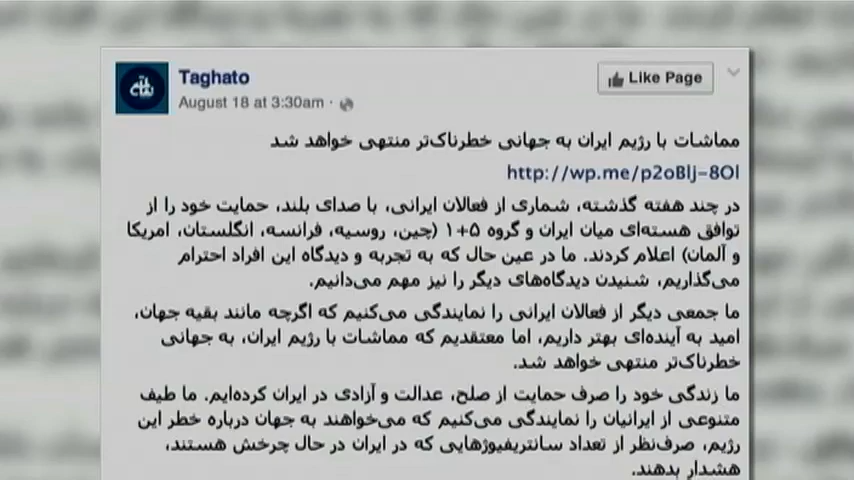 Taghato
Like Page
August 18 at 3:30am ·
مماشات با رژیم ایران به جهانی خطرناک‌تر منتهی خواهد شد
http://wp.me/p2oBlj-8Ol
در چند هفته گذشته، شماری از فعالان ایرانی، با صدای بلند، حمایت خود را از
توافق هسته‌ای میان ایران و گروه ۵+۱ (چین، روسیه، فرانسه، انگلستان، امریکا
و آلمان) اعلام کردند. ما در عین حال که به تجربه و دیدگاه این افراد احترام
می‌گذاریم، شنیدن دیدگاه‌های دیگر را نیز مهم می‌دانیم.
ما جمعی دیگر از فعالان ایرانی را نمایندگی می‌کنیم که اگرچه مانند بقیه جهان،
امید به آینده‌ای بهتر داریم، اما معتقدیم که مماشات با رژیم ایران، به جهانی
خطرناک‌تر منتهی خواهد شد.
ما زندگی خود را صرف حمایت از صلح، عدالت و آزادی در ایران کرده‌ایم. ما طیف
متنوعی از ایرانیان را نمایندگی می‌کنیم که می‌خواهند به جهان درباره خطر این
رژیم، صرف‌نظر از تعداد سانتریفیوژهایی که در ایران در حال چرخش هستند،
هشدار بدهند.